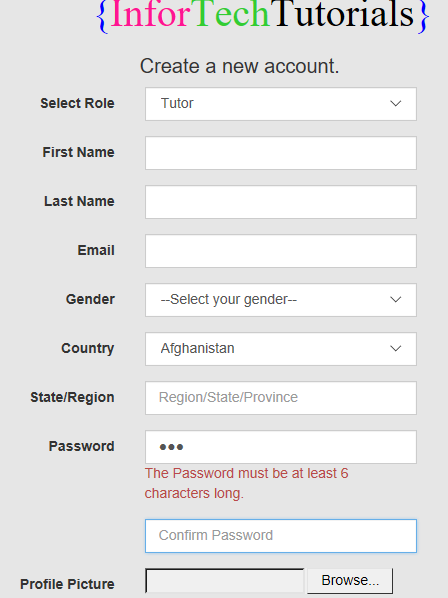 {InforTechTutorials}
Create a new account.
Select Role Tutor
First Name
Last Name
Email
Gender --Select your gender--
Country Afghanistan
State/Region Region/State/Province
Password ●●●
The Password must be at least 6
characters long.
Confirm Password
Profile Picture Browse...